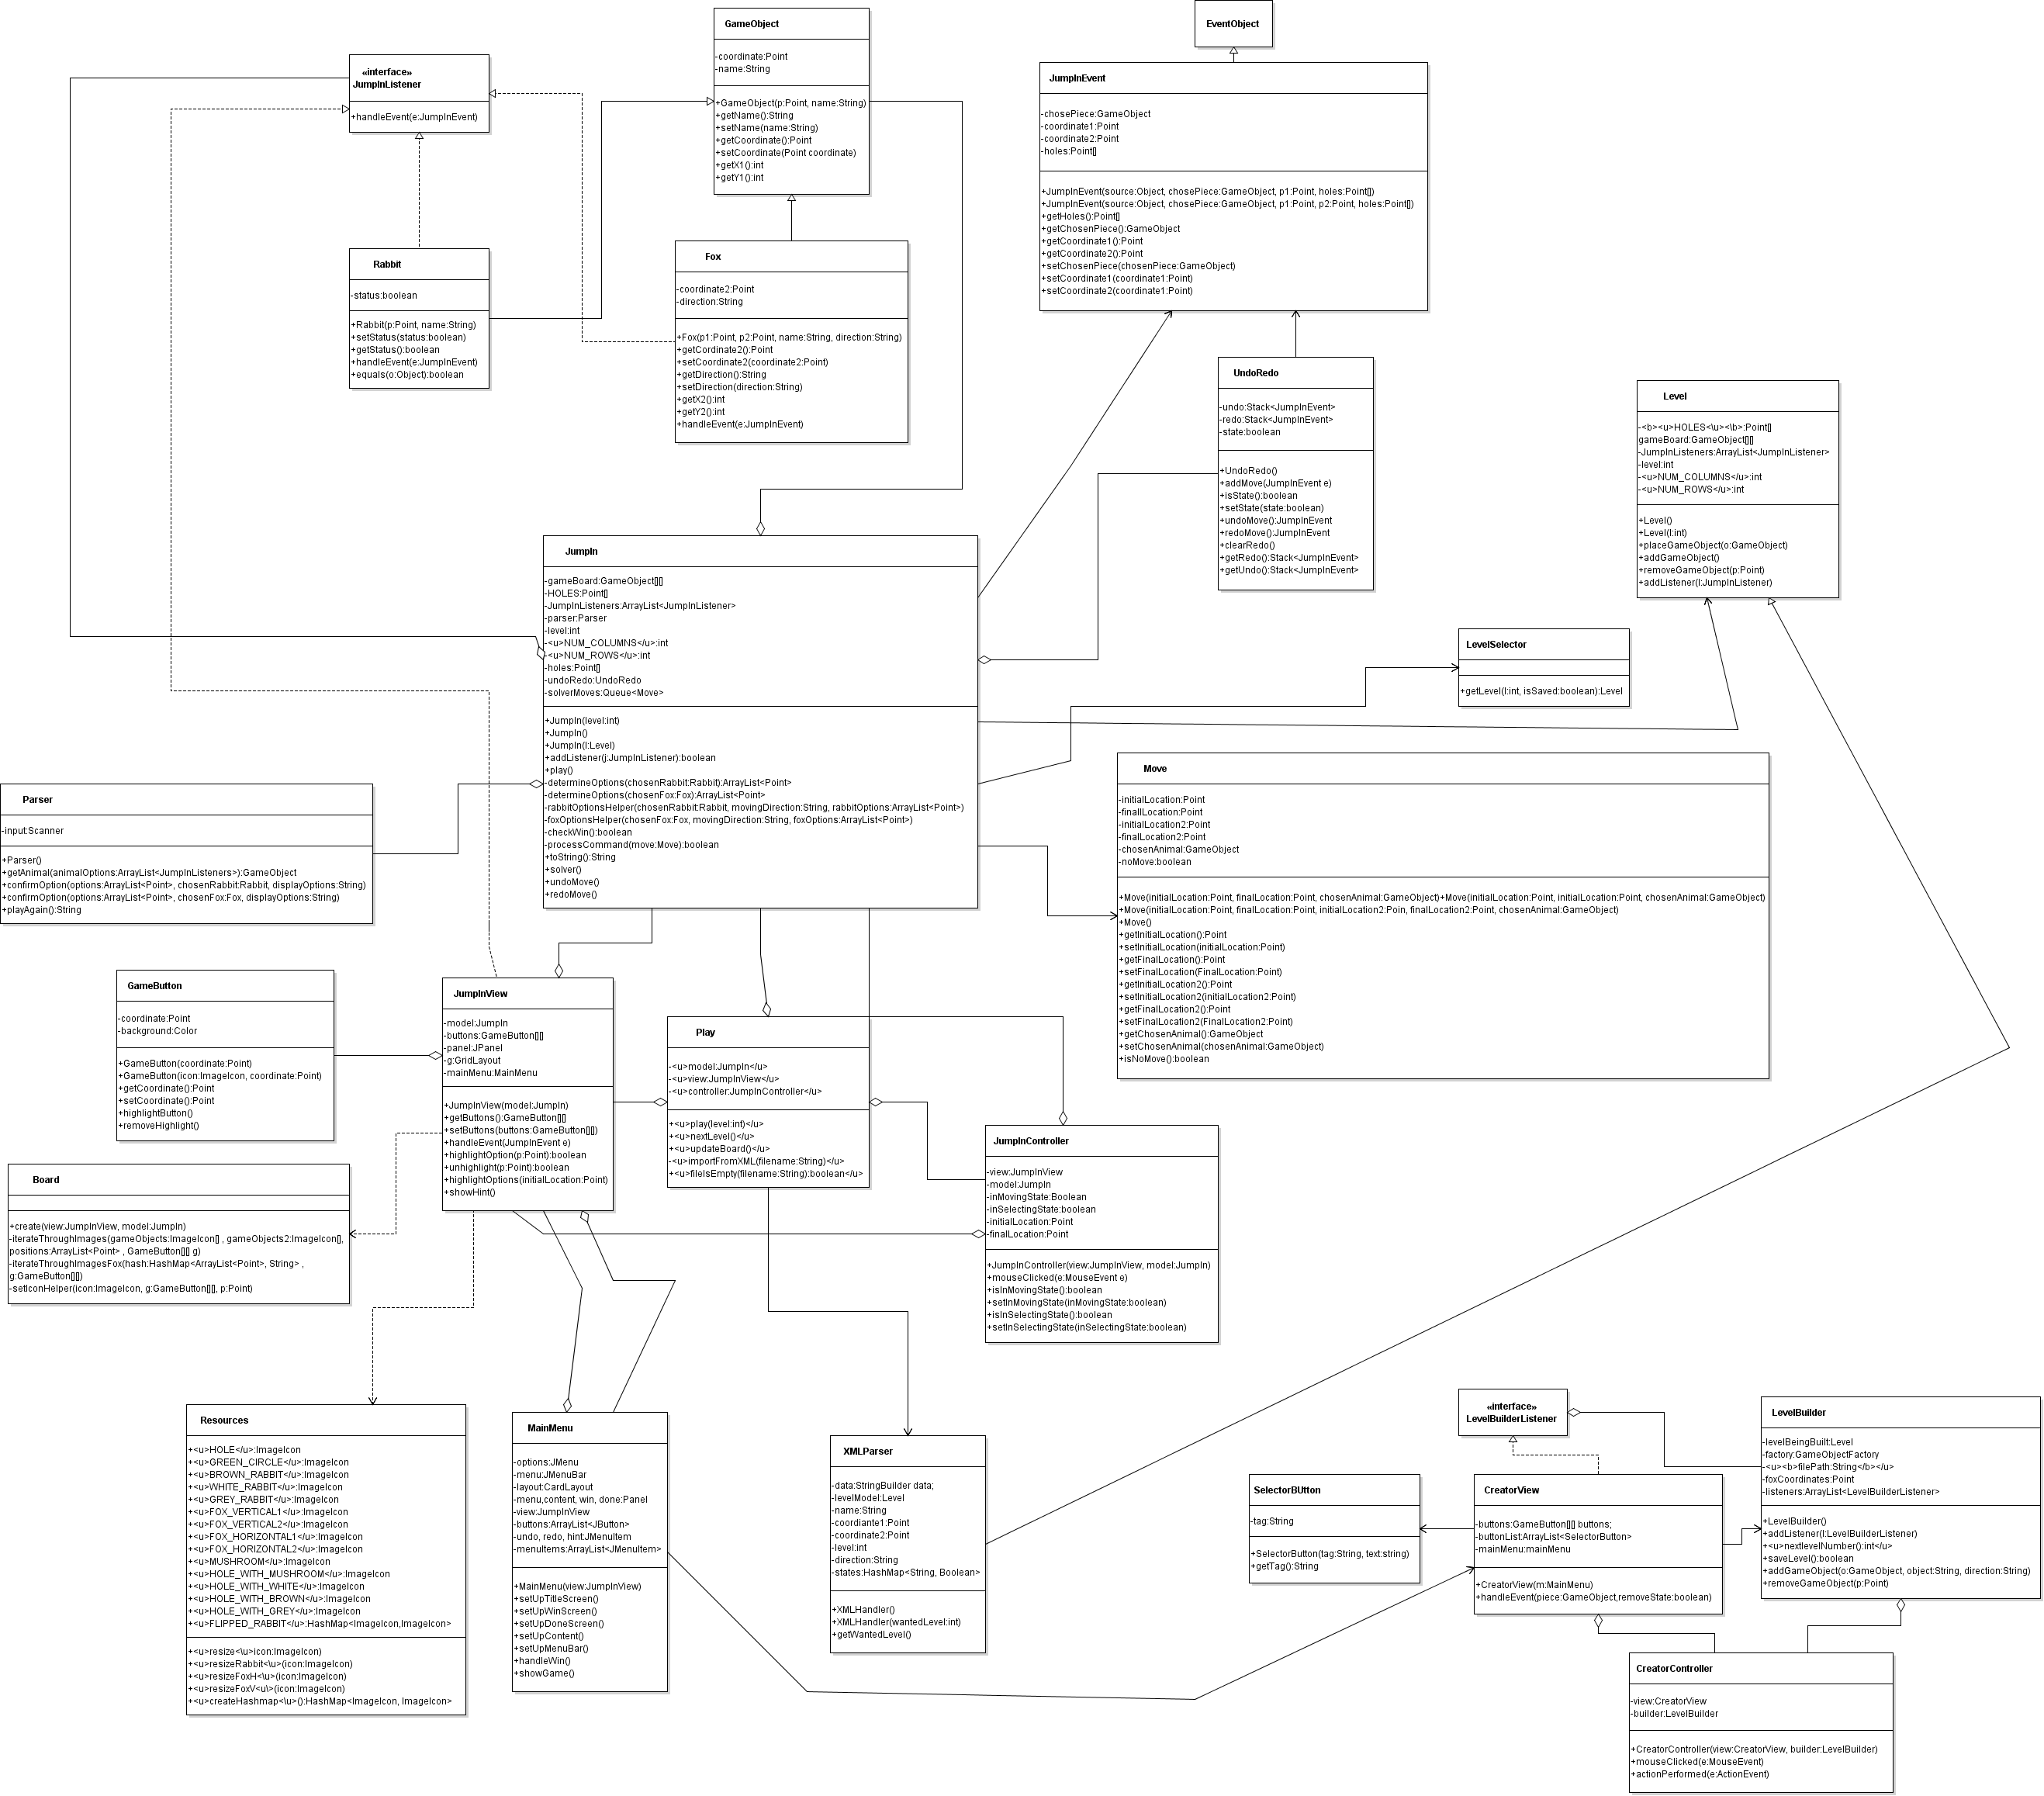 GameObject
-coordinate:Point
-name:String
+GameObject(p:Point, name:String)
+getName():String
+setName(name:String)
+getCoordinate():Point
+setCoordinate(Point coordinate)
+getX1():int
+getY1():int
EventObject
«interface»
JumpInListener
+handleEvent(e:JumpInEvent)
JumpInEvent
-chosePiece:GameObject
-coordinate1:Point
-coordinate2:Point
-holes:Point[]
+JumpInEvent(source:Object, chosePiece:GameObject, p1:Point, holes:Point[])
+JumpInEvent(source:Object, chosePiece:GameObject, p1:Point, p2:Point, holes:Point[])
+getHoles():Point[]
+getChosenPiece():GameObject
+getCoordinate1():Point
+getCoordinate2():Point
+setChosenPiece(chosenPiece:GameObject)
+setCoordinate1(coordinate1:Point)
+setCoordinate2(coordinate1:Point)
Rabbit
-status:boolean
+Rabbit(p:Point, name:String)
+setStatus(status:boolean)
+getStatus():boolean
+handleEvent(e:JumpInEvent)
+equals(o:Object):boolean
Fox
-coordinate2:Point
-direction:String
+Fox(p1:Point, p2:Point, name:String, direction:String)
+getCordinate2():Point
+setCoordinate2(coordinate2:Point)
+getDirection():String
+setDirection(direction:String)
+getX2():int
+getY2():int
+handleEvent(e:JumpInEvent)
UndoRedo
-undo:Stack<JumpInEvent>
-redo:Stack<JumpInEvent>
-state:boolean
+UndoRedo()
+addMove(JumpInEvent e)
+isState():boolean
+setState(state:boolean)
+undoMove():JumpInEvent
+redoMove():JumpInEvent
+clearRedo()
+getRedo():Stack<JumpInEvent>
+getUndo():Stack<JumpInEvent>
Level
-<b><u>HOLES<\u><\b>:Point[]
gameBoard:GameObject[][]
-JumpInListeners:ArrayList<JumpInListener>
-level:int
-<u>NUM_COLUMNS</u>:int
-<u>NUM_ROWS</u>:int
+Level()
+Level(l:int)
+placeGameObject(o:GameObject)
+addGameObject()
+removeGameObject(p:Point)
+addListener(l:JumpInListener)
JumpIn
-gameBoard:GameObject[][]
-HOLES:Point[]
-JumpInListeners:ArrayList<JumpInListener>
-parser:Parser
-level:int
-<u>NUM_COLUMNS</u>:int
-<u>NUM_ROWS</u>:int
-holes:Point[]
-undoRedo:UndoRedo
-solverMoves:Queue<Move>
+JumpIn(level:int)
+JumpIn()
+JumpIn(l:Level)
+addListener(j:JumpInListener):boolean
+play()
-determineOptions(chosenRabbit:Rabbit):ArrayList<Point>
-determineOptions(chosenFox:Fox):ArrayList<Point>
-rabbitOptionsHelper(chosenRabbit:Rabbit, movingDirection:String, rabbitOptions:ArrayList<Point>)
-foxOptionsHelper(chosenFox:Fox, movingDirection:String, foxOptions:ArrayList<Point>)
-checkWin():boolean
-processCommand(move:Move):boolean
+toString():String
+solver()
+undoMove()
+redoMove()
LevelSelector
+getLevel(l:int, isSaved:boolean):Level
Move
-initialLocation:Point
-finallLocation:Point
-initialLocation2:Point
-finalLocation2:Point
-chosenAnimal:GameObject
-noMove:boolean
+Move(initialLocation:Point, finalLocation:Point, chosenAnimal:GameObject)+Move(initialLocation:Point, initialLocation:Point, chosenAnimal:GameObject)
+Move(initialLocation:Point, finalLocation:Point, initialLocation2:Poin, finalLocation2:Point, chosenAnimal:GameObject)
+Move()
+getInitialLocation():Point
+setInitialLocation(initialLocation:Point)
+getFinalLocation():Point
+setFinalLocation(FinalLocation:Point)
+getInitialLocation2():Point
+setInitialLocation2(initialLocation2:Point)
+getFinalLocation2():Point
+setFinalLocation2(FinalLocation2:Point)
+getChosenAnimal():GameObject
+setChosenAnimal(chosenAnimal:GameObject)
+isNoMove():boolean
Parser
-input:Scanner
+Parser()
+getAnimal(animalOptions:ArrayList<JumpInListeners>):GameObject
+confirmOption(options:ArrayList<Point>, chosenRabbit:Rabbit, displayOptions:String)
+confirmOption(options:ArrayList<Point>, chosenFox:Fox, displayOptions:String)
+playAgain():String
GameButton
-coordinate:Point
-background:Color
+GameButton(coordinate:Point)
+GameButton(icon:ImageIcon, coordinate:Point)
+getCoordinate():Point
+setCoordinate():Point
+highlightButton()
+removeHighlight()
JumpInView
-model:JumpIn
-buttons:GameButton[][]
-panel:JPanel
-g:GridLayout
-mainMenu:MainMenu
+JumpInView(model:JumpIn)
+getButtons():GameButton[][]
+setButtons(buttons:GameButton[][])
+handleEvent(JumpInEvent e)
+highlightOption(p:Point):boolean
+unhighlight(p:Point):boolean
+highlightOptions(initialLocation:Point)
+showHint()
Play
-<u>model:JumpIn</u>
-<u>view:JumpInView</u>
-<u>controller:JumpInController</u>
+<u>play(level:int)</u>
+<u>nextLevel()</u>
+<u>updateBoard()</u>
-<u>importFromXML(filename:String)</u>
+<u>fileIsEmpty(filename:String):boolean</u>
JumpInController
-view:JumpInView
-model:JumpIn
-inMovingState:Boolean
-inSelectingState:boolean
-initialLocation:Point
-finalLocation:Point
+JumpInController(view:JumpInView, model:JumpIn)
+mouseClicked(e:MouseEvent e)
+isInMovingState():boolean
+setInMovingState(inMovingState:boolean)
+isInSelectingState():boolean
+setInSelectingState(inSelectingState:boolean)
Board
+create(view:JumpInView, model:JumpIn)
-iterateThroughImages(gameObjects:ImageIcon[] , gameObjects2:ImageIcon[],
positions:ArrayList<Point> , GameButton[][] g)
-iterateThroughImagesFox(hash:HashMap<ArrayList<Point>, String> ,
g:GameButton[][])
-setIconHelper(icon:ImageIcon, g:GameButton[][], p:Point)
Resources
+<u>HOLE</u>:ImageIcon
+<u>GREEN_CIRCLE</u>:ImageIcon
+<u>BROWN_RABBIT</u>:ImageIcon
+<u>WHITE_RABBIT</u>:ImageIcon
+<u>GREY_RABBIT</u>:ImageIcon
+<u>FOX_VERTICAL1</u>:ImageIcon
+<u>FOX_VERTICAL2</u>:ImageIcon
+<u>FOX_HORIZONTAL1</u>:ImageIcon
+<u>FOX_HORIZONTAL2</u>:ImageIcon
+<u>MUSHROOM</u>:ImageIcon
+<u>HOLE_WITH_MUSHROOM</u>:ImageIcon
+<u>HOLE_WITH_WHITE</u>:ImageIcon
+<u>HOLE_WITH_BROWN</u>:ImageIcon
+<u>HOLE_WITH_GREY</u>:ImageIcon
+<u>FLIPPED_RABBIT</u>:HashMap<ImageIcon,ImageIcon>
+<u>resize<\u>icon:ImageIcon)
+<u>resizeRabbit<\u>(icon:ImageIcon)
+<u>resizeFoxH<\u>(icon:ImageIcon)
+<u>resizeFoxV<u\>(icon:ImageIcon)
+<u>createHashmap<\u>():HashMap<ImageIcon, ImageIcon>
MainMenu
-options:JMenu
-menu:JMenuBar
-layout:CardLayout
-menu,content, win, done:Panel
-view:JumpInView
-buttons:ArrayList<JButton>
-undo, redo, hint:JMenuItem
-menuItems:ArrayList<JMenuItem>
+MainMenu(view:JumpInView)
+setUpTitleScreen()
+setUpWinScreen()
+setUpDoneScreen()
+setUpContent()
+setUpMenuBar()
+handleWin()
+showGame()
XMLParser
-data:StringBuilder data;
-levelModel:Level
-name:String
-coordiante1:Point
-coordinate2:Point
-level:int
-direction:String
-states:HashMap<String, Boolean>
+XMLHandler()
+XMLHandler(wantedLevel:int)
+getWantedLevel()
«interface»
LevelBuilderListener
LevelBuilder
-levelBeingBuilt:Level
-factory:GameObjectFactory
-<u><b>filePath:String</b></u>
-foxCoordinates:Point
-listeners:ArrayList<LevelBuilderListener>
+LevelBuilder()
+addListener(l:LevelBuilderListener)
+<u>nextlevelNumber():int</u>
+saveLevel():boolean
+addGameObject(o:GameObject, object:String, direction:String)
+removeGameObject(p:Point)
SelectorBUtton
-tag:String
+SelectorButton(tag:String, text:string)
+getTag():String
CreatorView
-buttons:GameButton[][] buttons;
-buttonList:ArrayList<SelectorButton>
-mainMenu:mainMenu
+CreatorView(m:MainMenu)
+handleEvent(piece:GameObject,removeState:boolean)
CreatorController
-view:CreatorView
-builder:LevelBuilder
+CreatorController(view:CreatorView, builder:LevelBuilder)
+mouseClicked(e:MouseEvent)
+actionPerformed(e:ActionEvent)